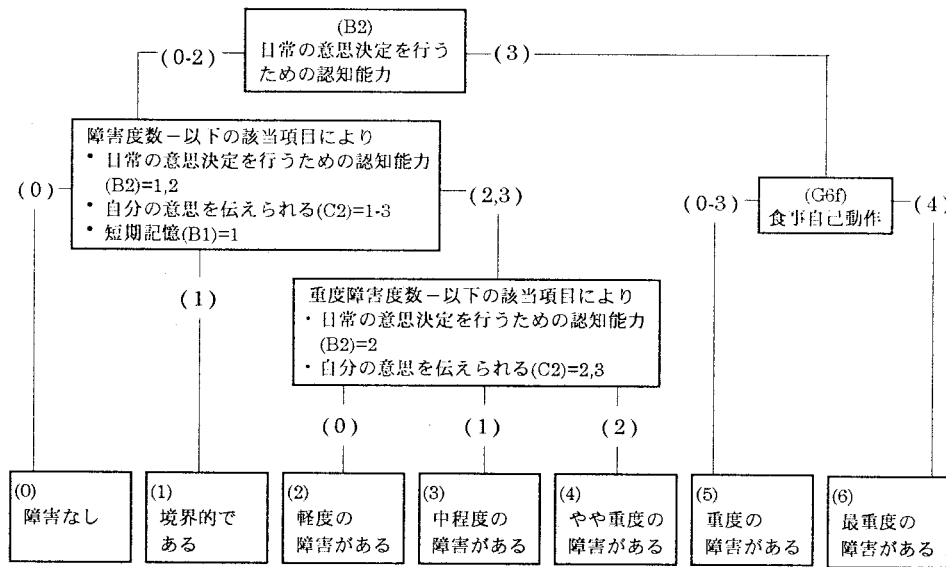 (B2)
日常の意思決定を行う
ための認知能力
(0-2)
(3)
障害度数－以下の該当項目により
・ 日常の意思決定を行うための認知能力
(B2)=1,2
・ 自分の意思を伝えられる(C2)=1-3
・ 短期記憶(B1)=1
(0)
(2,3)
(0-3)
(G6f)
食事自己動作
(4)
(1)
重度障害度数－以下の該当項目により
・ 日常の意思決定を行うための認知能力
(B2)=2
・ 自分の意思を伝えられる(C2)=2,3
(0)
(1)
(2)
(0)
障害なし
(1)
境界的で
ある
(2)
軽度の
障害がある
(3)
中程度の
障害がある
(4)
やや重度の
障害がある
(5)
重度の
障害がある
(6)
最重度の
障害がある